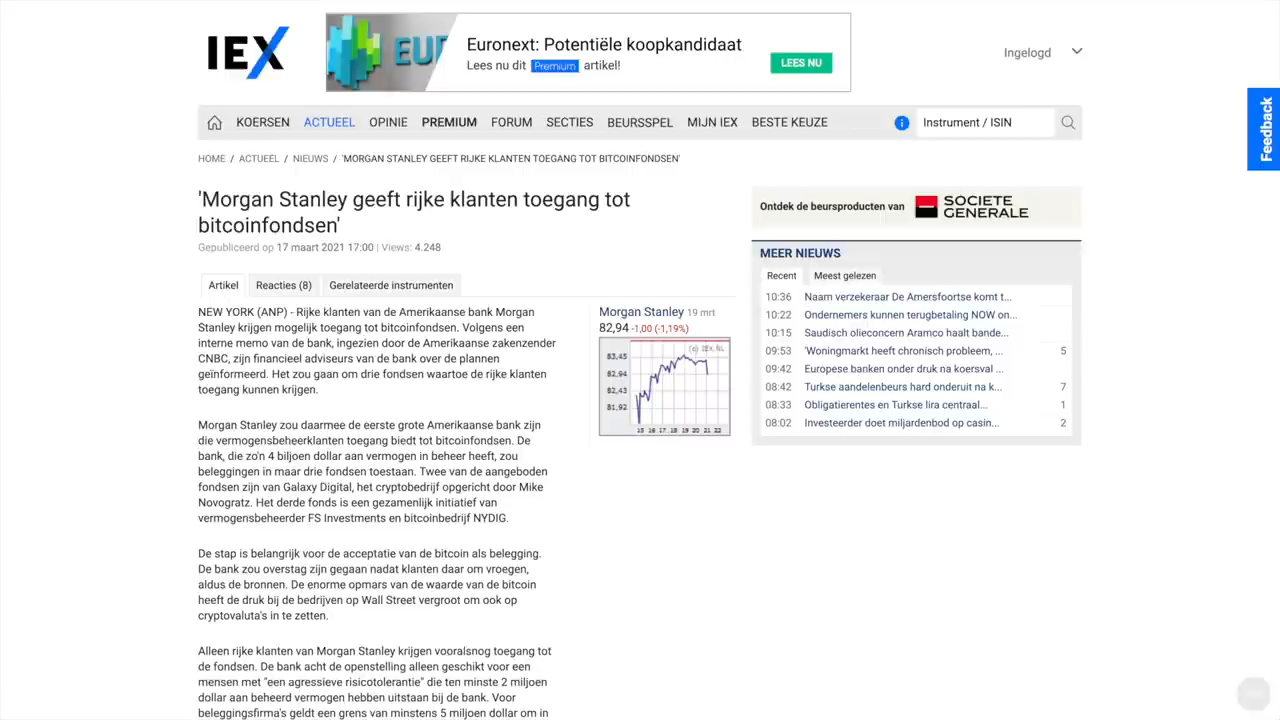 IEX
EUR
Euronext: Potentiële koopkandidaat
Lees nu dit Premium artikel!
LEES NU
Ingelogd
Feedback
KOERSEN ACTUEEL OPINIE PREMIUM FORUM SECTIES BEURSSPEL MIJN IEX BESTE KEUZE
i
Instrument / ISIN
HOME / ACTUEEL / NIEUWS / 'MORGAN STANLEY GEEFT RIJKE KLANTEN TOEGANG TOT BITCOINFONDSEN'
'Morgan Stanley geeft rijke klanten toegang tot
bitcoinfondsen'
Gepubliceerd op 17 maart 2021 17:00 | Views: 4.248
Artikel Reacties (8) Gerelateerde instrumenten
NEW YORK (ANP) - Rijke klanten van de Amerikaanse bank Morgan
Stanley krijgen mogelijk toegang tot bitcoinfondsen. Volgens een
interne memo van de bank, ingezien door de Amerikaanse zakenzender
CNBC, zijn financieel adviseurs van de bank over de plannen
geïnformeerd. Het zou gaan om drie fondsen waartoe de rijke klanten
toegang kunnen krijgen.
Morgan Stanley zou daarmee de eerste grote Amerikaanse bank zijn
die vermogensbeheerklanten toegang biedt tot bitcoinfondsen. De
bank, die zo'n 4 biljoen dollar aan vermogen in beheer heeft, zou
beleggingen in maar drie fondsen toestaan. Twee van de aangeboden
fondsen zijn van Galaxy Digital, het cryptobedrijf opgericht door Mike
Novogratz. Het derde fonds is een gezamenlijk initiatief van
vermogensbeheerder FS Investments en bitcoinbedrijf NYDIG.
De stap is belangrijk voor de acceptatie van de bitcoin als belegging.
De bank zou overstag zijn gegaan nadat klanten daar om vroegen,
aldus de bronnen. De enorme opmars van de waarde van de bitcoin
heeft de druk bij de bedrijven op Wall Street vergroot om ook op
cryptovaluta's in te zetten.
Alleen rijke klanten van Morgan Stanley krijgen vooralsnog toegang tot
de fondsen. De bank acht de openstelling alleen geschikt voor een
mensen met "een agressieve risicotolerantie" die ten minste 2 miljoen
dollar aan beheerd vermogen hebben uitstaan bij de bank. Voor
beleggingsfirma's geldt een grens van minstens 5 miljoen dollar om in
Morgan Stanley 19 mrt
82,94 -1,00 (-1,19%)
(c) IEX.NL
83,45
82,94
82,43
81,92
15 16 17 18 19 20 21 22
Ontdek de beursproducten van SOCIETE GENERALE
MEER NIEUWS
Recent Meest gelezen
10:36 Naam verzekeraar De Amersfoortse komt t...
10:22 Ondernemers kunnen terugbetaling NOW on...
10:15 Saudisch olieconcern Aramco haalt bande...
09:53 'Woningmarkt heeft chronisch probleem, ... 5
09:42 Europese banken onder druk na koersval ...
08:42 Turkse aandelenbeurs hard onderuit na k... 7
08:33 Obligatierentes en Turkse lira centraal... 1
08:02 Investeerder doet miljardenbod op casin... 2